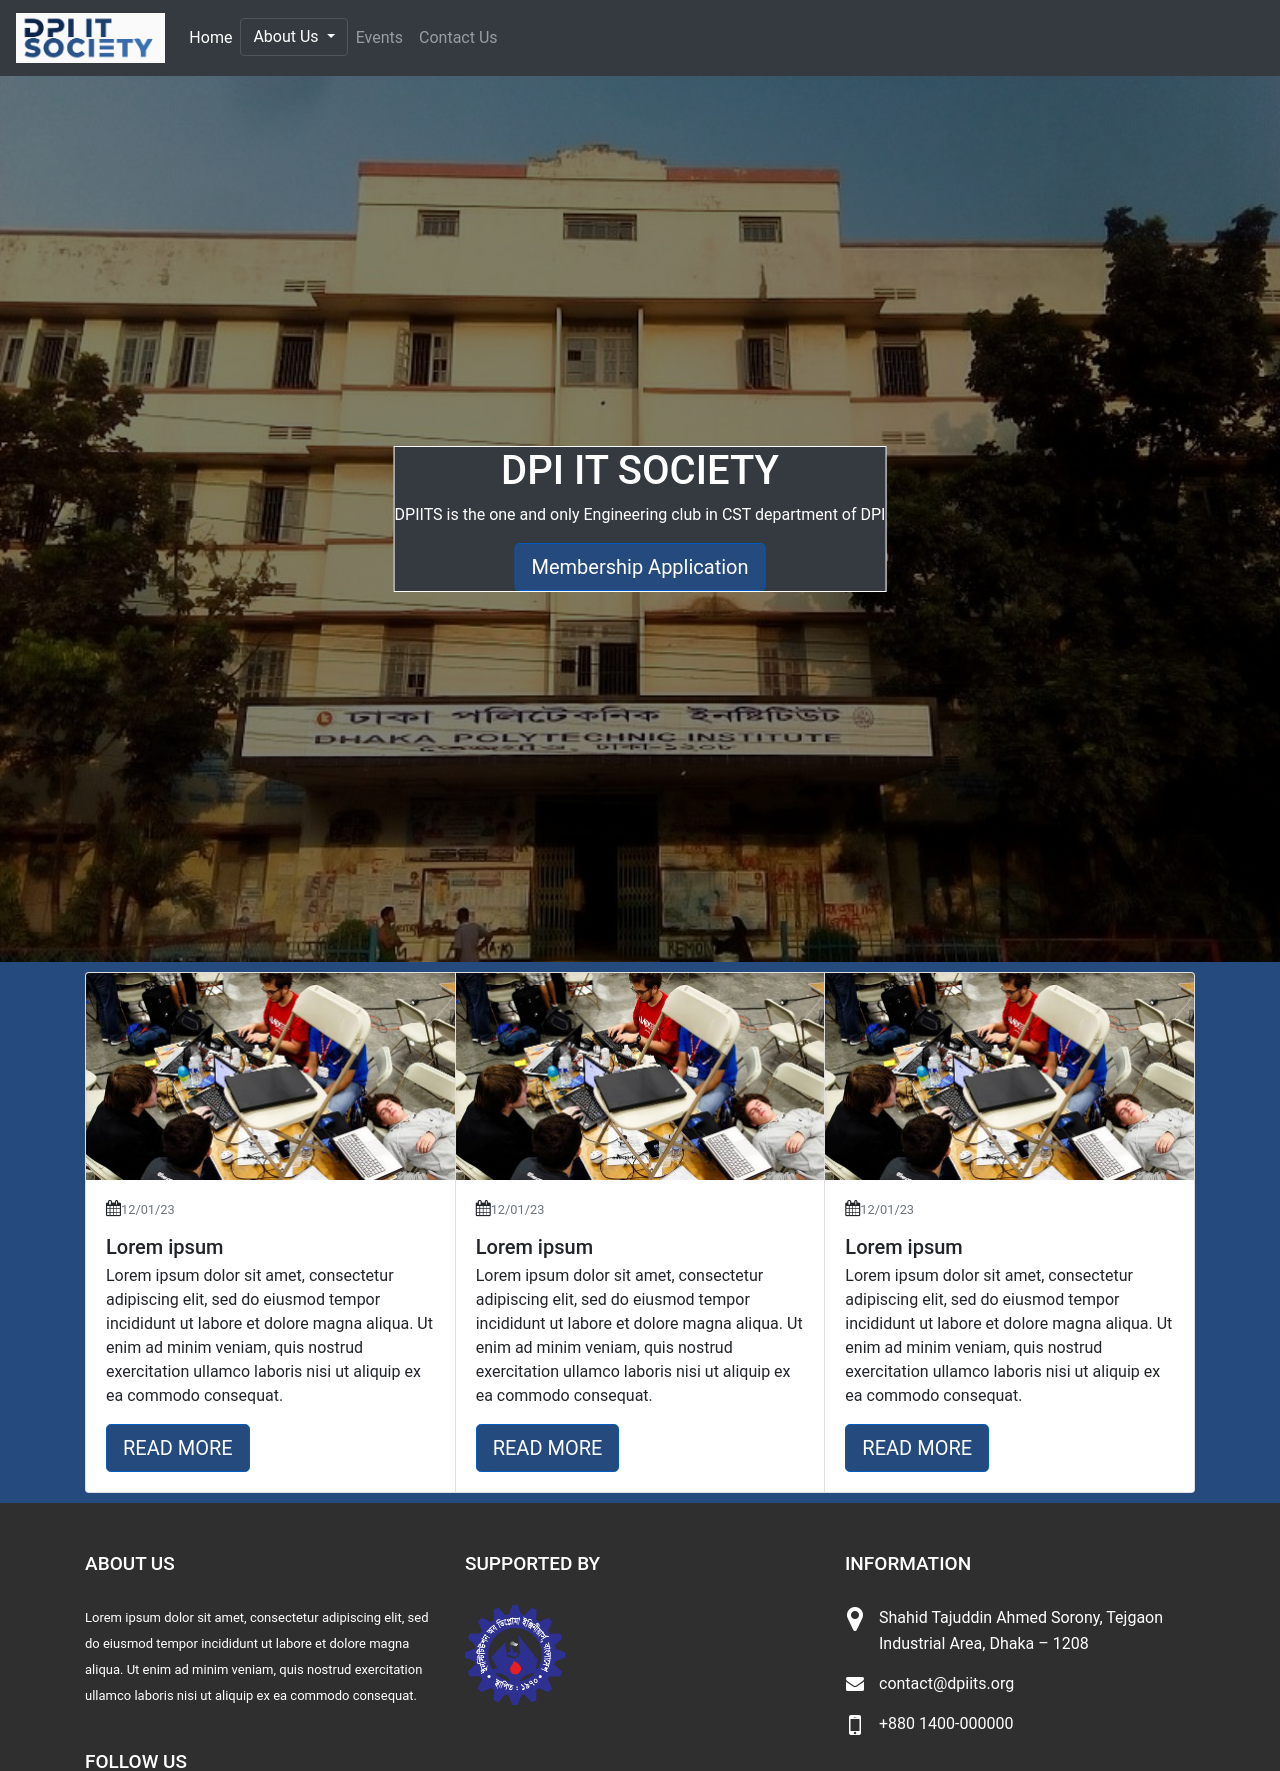 DPI IT
SOCIETY
Home About Us Events Contact Us
DPI IT SOCIETY
DPIITS is the one and only Engineering club in CST department of DPI
Membership Application
ঢাকা পলিটেকনিক ইনষ্টিটিউট
DHAKA POLYTECHNIC INSTITUTE
তেজগাঁও, ঢাকা-১২০৮
12/01/23
Lorem ipsum
Lorem ipsum dolor sit amet, consectetur
adipiscing elit, sed do eiusmod tempor
incididunt ut labore et dolore magna aliqua. Ut
enim ad minim veniam, quis nostrud
exercitation ullamco laboris nisi ut aliquip ex
ea commodo consequat.
READ MORE
12/01/23
Lorem ipsum
Lorem ipsum dolor sit amet, consectetur
adipiscing elit, sed do eiusmod tempor
incididunt ut labore et dolore magna aliqua. Ut
enim ad minim veniam, quis nostrud
exercitation ullamco laboris nisi ut aliquip ex
ea commodo consequat.
READ MORE
12/01/23
Lorem ipsum
Lorem ipsum dolor sit amet, consectetur
adipiscing elit, sed do eiusmod tempor
incididunt ut labore et dolore magna aliqua. Ut
enim ad minim veniam, quis nostrud
exercitation ullamco laboris nisi ut aliquip ex
ea commodo consequat.
READ MORE
ABOUT US
Lorem ipsum dolor sit amet, consectetur adipiscing elit, sed
do eiusmod tempor incididunt ut labore et dolore magna
aliqua. Ut enim ad minim veniam, quis nostrud exercitation
ullamco laboris nisi ut aliquip ex ea commodo consequat.
FOLLOW US
SUPPORTED BY
ইনস্টিটিউশন অব ডিপ্লোমা ইঞ্জিনীয়ার্স, বাংলাদেশ
স্থাপিত : ১৯৭০
INFORMATION
Shahid Tajuddin Ahmed Sorony, Tejgaon
Industrial Area, Dhaka – 1208
contact@dpiits.org
+880 1400-000000